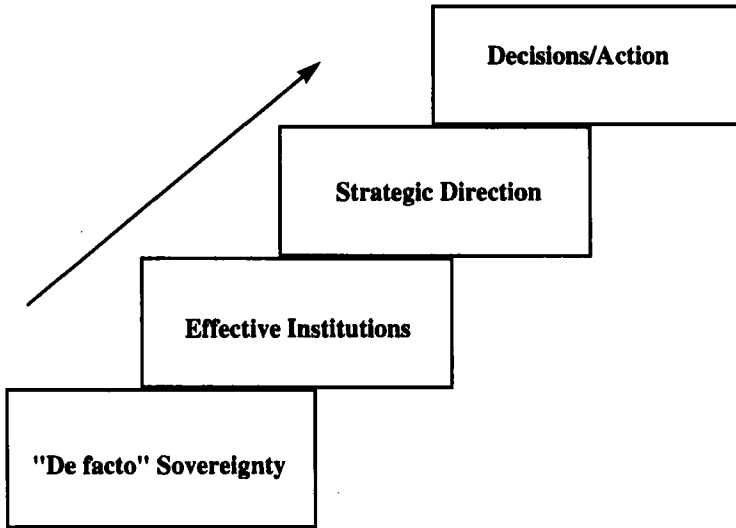 Decisions/Action
Strategic Direction
Effective Institutions
"De facto" Sovereignty